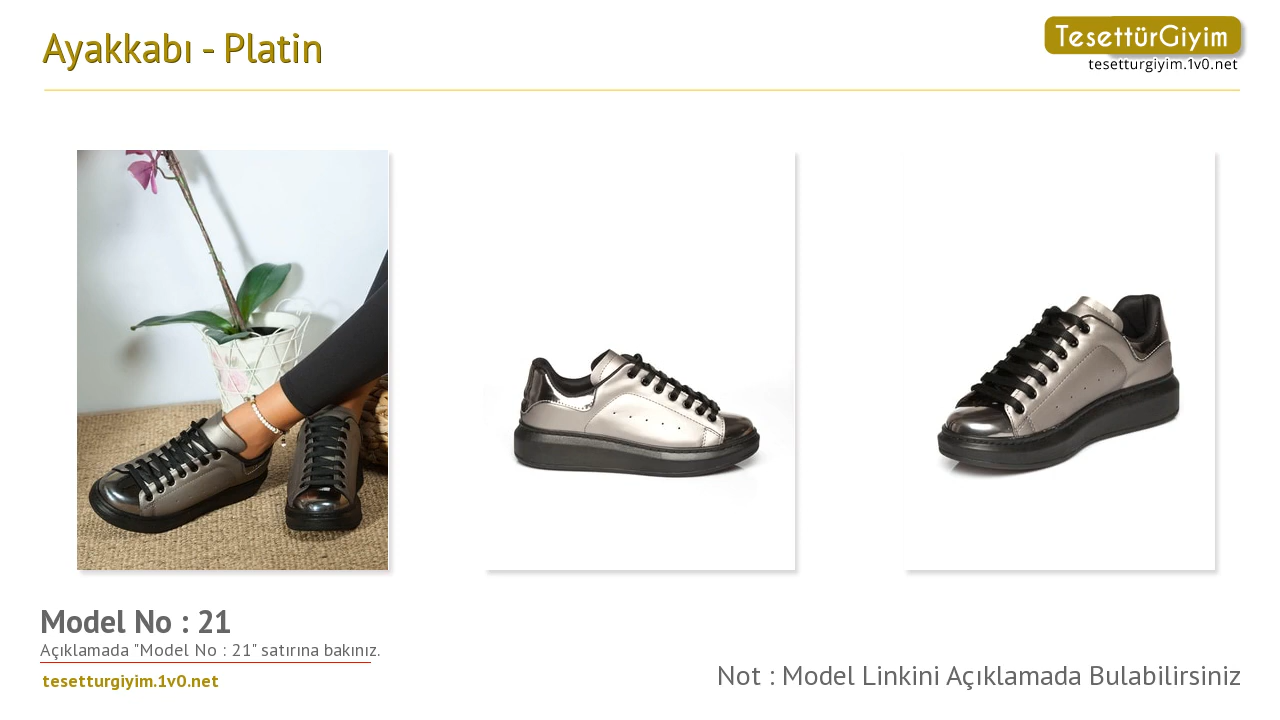 Ayakkabı - Platin
TesettürGiyim
tesetturgiyim.1v0.net
Model No : 21
Açıklamada "Model No : 21" satırına bakınız.
tesetturgiyim.1v0.net
Not : Model Linkini Açıklamada Bulabilirsiniz